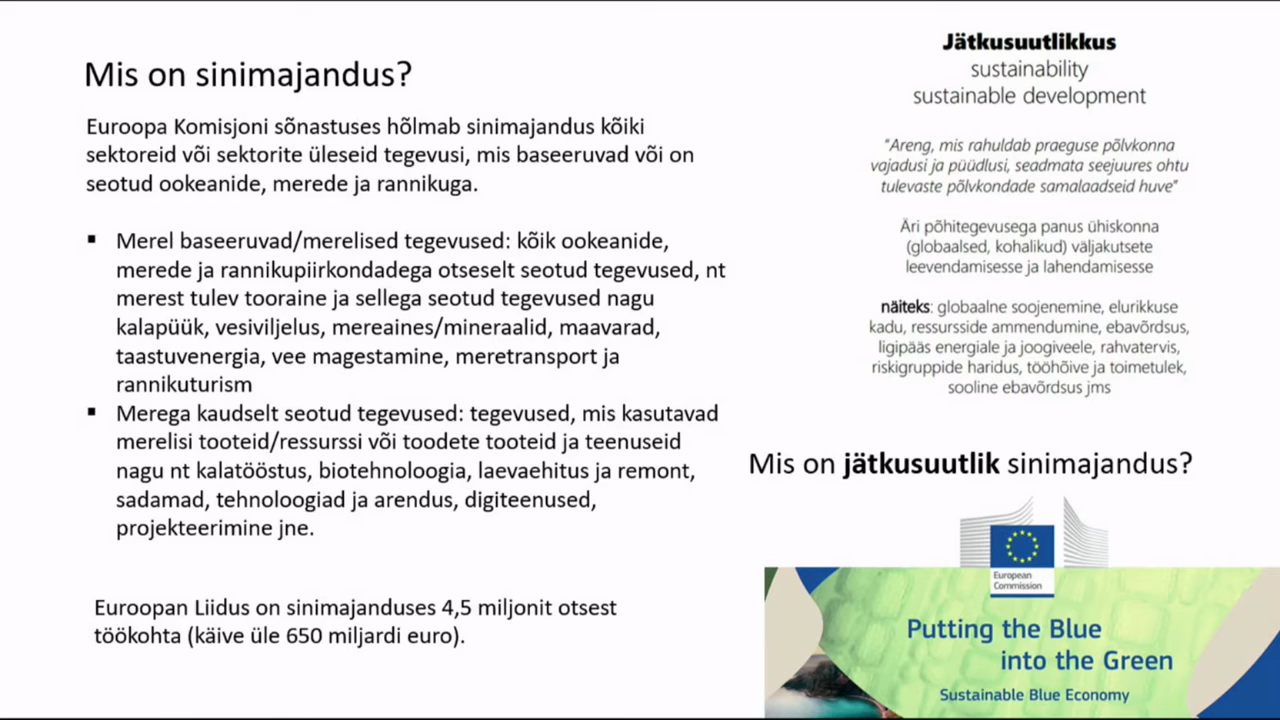 Mis on sinimajandus?
Euroopa Komisjoni sõnastuses hõlmab sinimajandus kõiki
sektoreid või sektorite üleseid tegevusi, mis baseeruvad või on
seotud ookeanide, merede ja rannikuga.
▪ Merel baseeruvad/merelised tegevused: kõik ookeanide,
merede ja rannikupiirkondadega otseselt seotud tegevused, nt
merest tulev tooraine ja sellega seotud tegevused nagu
kalapüük, vesiviljelus, mereaines/mineraalid, maavarad,
taastuvenergia, vee magestamine, meretransport ja
rannikuturism
▪ Merega kaudselt seotud tegevused: tegevused, mis kasutavad
merelisi tooteid/ressurssi või toodete tooteid ja teenuseid
nagu nt kalatööstus, biotehnoloogia, laevaehitus ja remont,
sadamad, tehnoloogiad ja arendus, digiteenused,
projekteerimine jne.
Euroopan Liidus on sinimajanduses 4,5 miljonit otsest
töökohta (käive üle 650 miljardi euro).
Jätkusuutlikkus
sustainability
sustainable development
"Areng, mis rahuldab praeguse põlvkonna
vajadusi ja püüdlusi, seadmata seejuures ohtu
tulevaste põlvkondade samalaadseid huve"
Äri põhitegevusega panus ühiskonna
(globaalsed, kohalikud) väljakutsete
leevendamisesse ja lahendamisesse
näiteks: globaalne soojenemine, elurikkuse
kadu, ressursside ammendumine, ebavõrdsus,
ligipääs energiale ja joogiveele, rahvatervis,
riskigruppide haridus, tööhõive ja toimetulek,
sooline ebavõrdsus jms
Mis on jätkusuutlik sinimajandus?
European
Commission
Putting the Blue
into the Green
Sustainable Blue Economy